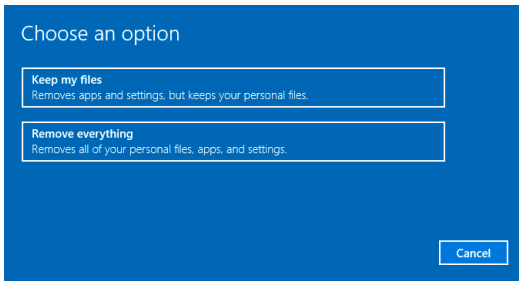 Choose an option
Keep my files
Removes apps and settings, but keeps your personal files.
Remove everything
Removes all of your personal files, apps, and settings.
Cancel